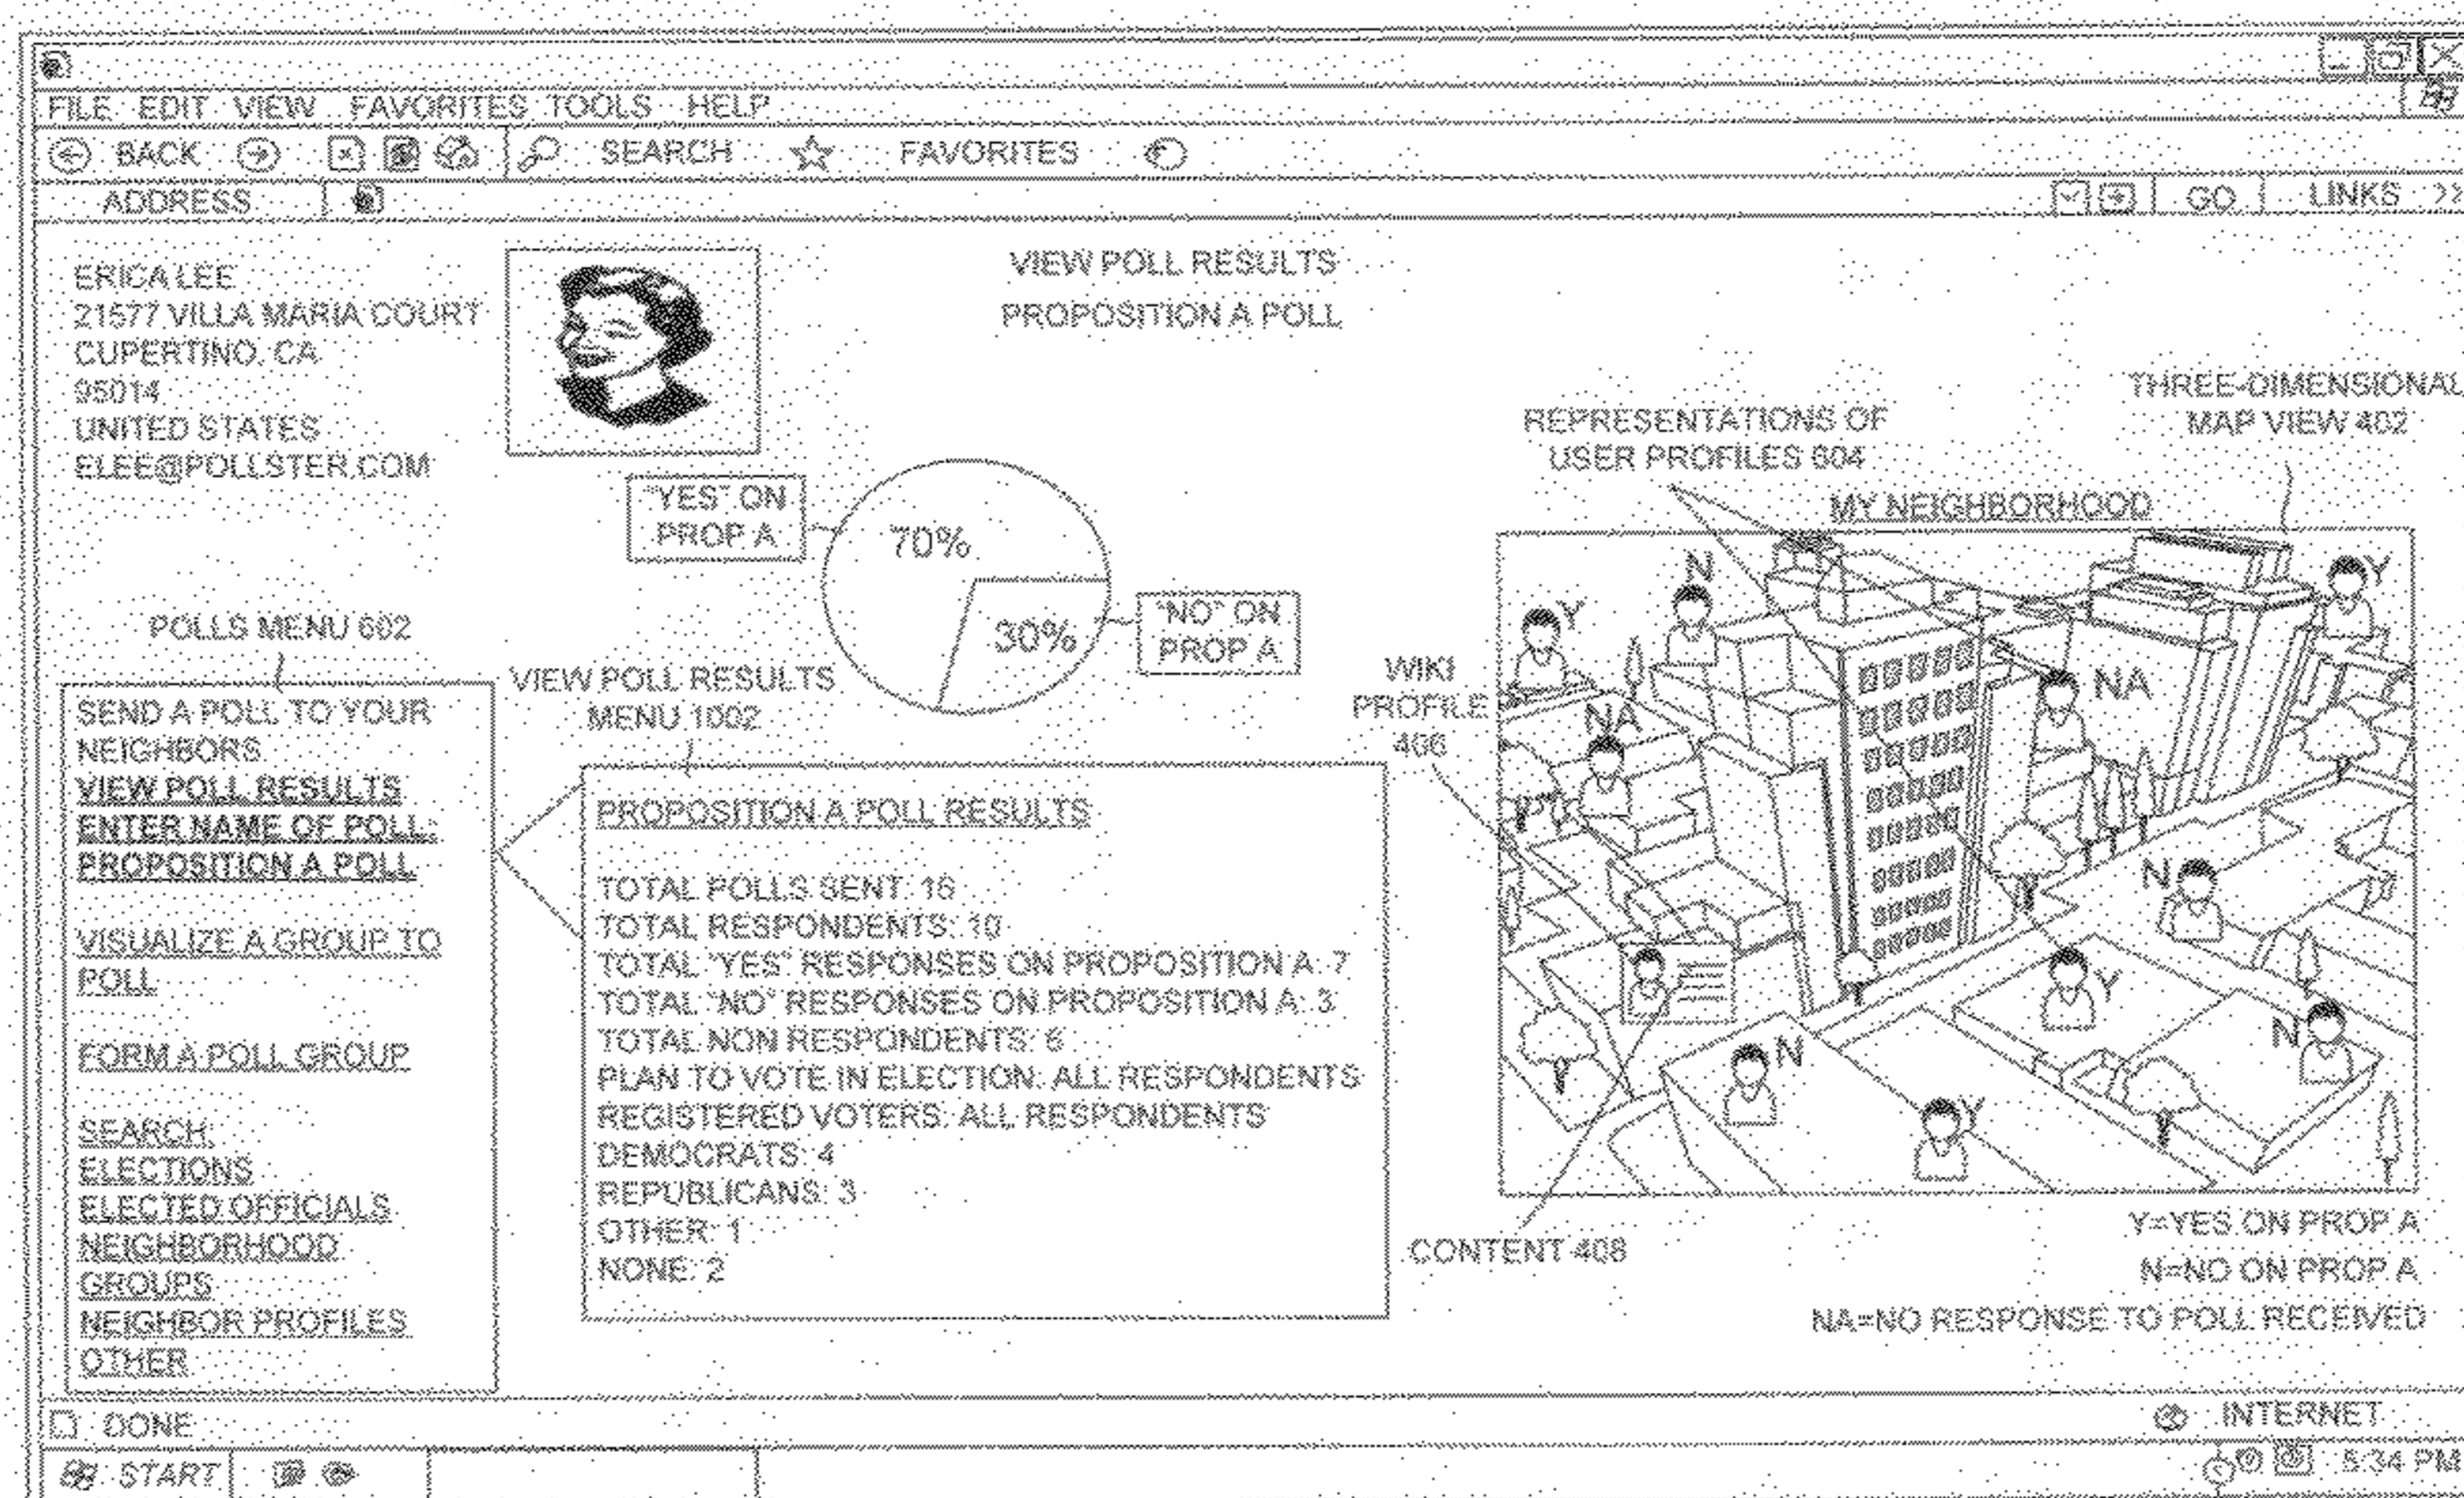 FILE EDIT VIEW FAVORITES TOOLS HELP
BACK SEARCH FAVORITES
ADDRESS GO LINKS >>
ERICA LEE
21577 VILLA MARIA COURT
CUPERTINO, CA
95014
UNITED STATES
ELEE@POLLSTER.COM
VIEW POLL RESULTS
PROPOSITION A POLL
"YES" ON
PROP A
70%
30%
"NO" ON
PROP A
POLLS MENU 602
SEND A POLL TO YOUR
NEIGHBORS
VIEW POLL RESULTS
ENTER NAME OF POLL:
PROPOSITION A POLL
VISUALIZE A GROUP TO
POLL
FORM A POLL GROUP
SEARCH:
ELECTIONS
ELECTED OFFICIALS
NEIGHBORHOOD
GROUPS
NEIGHBOR PROFILES
OTHER
VIEW POLL RESULTS
MENU 1002
PROPOSITION A POLL RESULTS
TOTAL POLLS SENT: 16
TOTAL RESPONDENTS: 10
TOTAL "YES" RESPONSES ON PROPOSITION A: 7
TOTAL "NO" RESPONSES ON PROPOSITION A: 3
TOTAL NON RESPONDENTS: 6
PLAN TO VOTE IN ELECTION: ALL RESPONDENTS
REGISTERED VOTERS: ALL RESPONDENTS
DEMOCRATS: 4
REPUBLICANS: 3
OTHER: 1
NONE: 2
REPRESENTATIONS OF
USER PROFILES 604
THREE-DIMENSIONAL
MAP VIEW 402
MY NEIGHBORHOOD
WIKI
PROFILE
406
N
Y
Y
NA
NA
N
Y
N
N
Y
CONTENT 408
Y=YES ON PROP A
N=NO ON PROP A
NA=NO RESPONSE TO POLL RECEIVED
DONE
INTERNET
START
5:34 PM